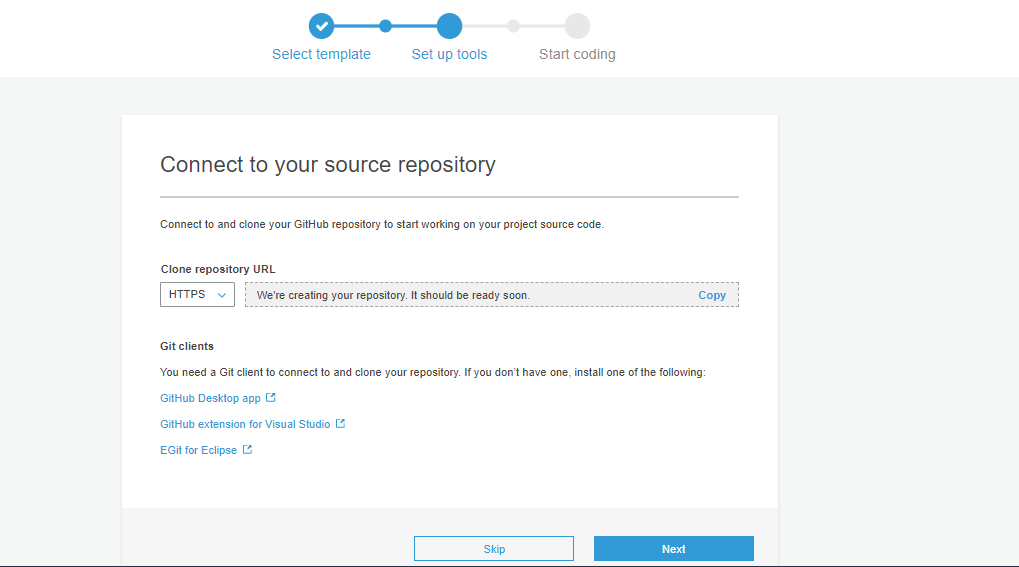 Select template
Set up tools
Start coding
Connect to your source repository
Connect to and clone your GitHub repository to start working on your project source code.
Clone repository URL
HTTPS
We're creating your repository. It should be ready soon.
Copy
Git clients
You need a Git client to connect to and clone your repository. If you don't have one, install one of the following:
GitHub Desktop app
GitHub extension for Visual Studio
EGit for Eclipse
Skip
Next